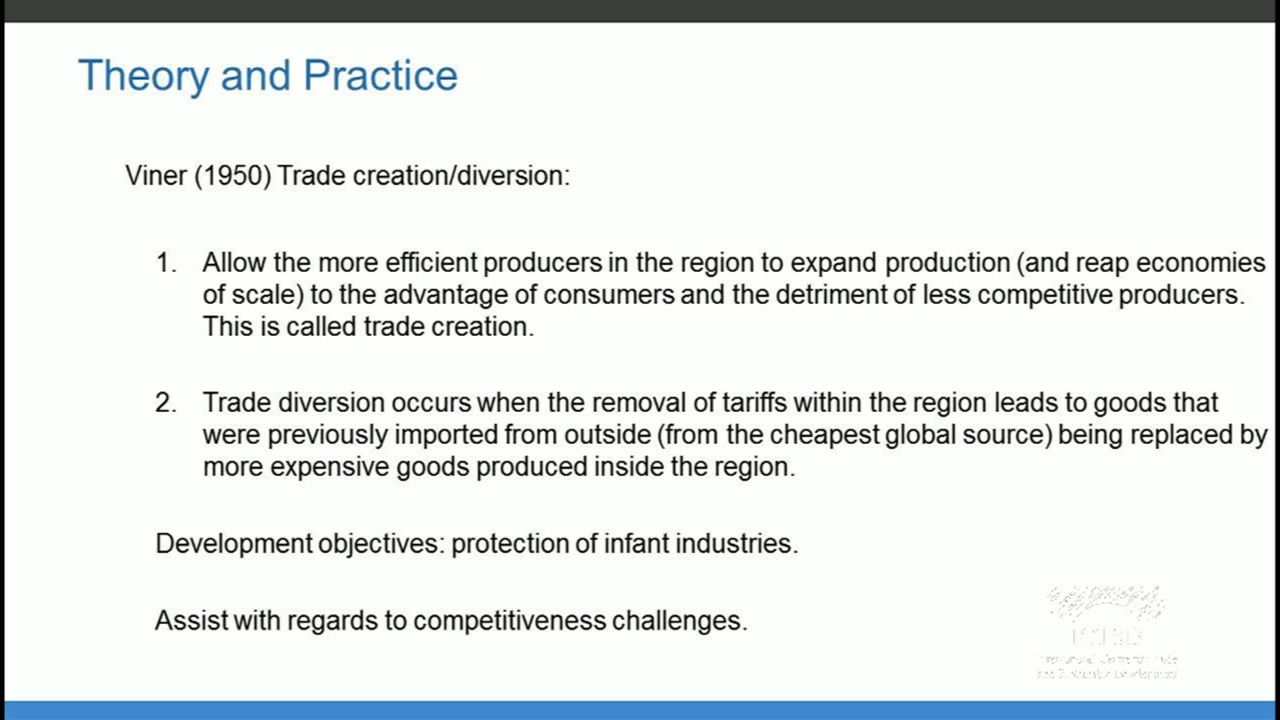 Theory and Practice
Viner (1950) Trade creation/diversion:
1. Allow the more efficient producers in the region to expand production (and reap economies
of scale) to the advantage of consumers and the detriment of less competitive producers.
This is called trade creation.
2. Trade diversion occurs when the removal of tariffs within the region leads to goods that
were previously imported from outside (from the cheapest global source) being replaced by
more expensive goods produced inside the region.
Development objectives: protection of infant industries.
Assist with regards to competitiveness challenges.